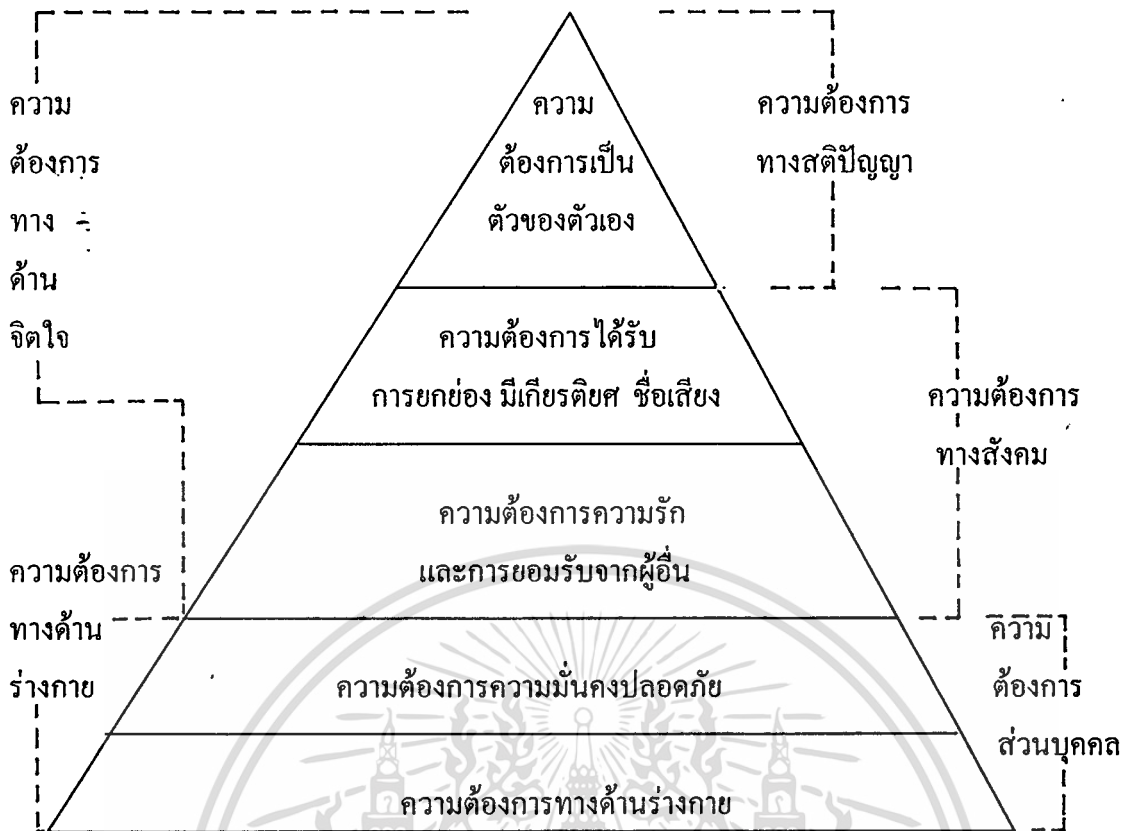 ความ
ต้องการ
ทาง
ด้าน
จิตใจ
ความ
ต้องการเป็น
ตัวของตัวเอง
ความต้องการ
ทางสติปัญญา
ความต้องการได้รับ
การยกย่อง มีเกียรติยศ ชื่อเสียง
ความต้องการ
ทางสังคม
ความต้องการความรัก
และการยอมรับจากผู้อื่น
ความต้องการ
ทางด้าน
ร่างกาย
ความต้องการความมั่นคงปลอดภัย
ความต้องการทางด้านร่างกาย
ความ
ต้องการ
ส่วนบุคคล